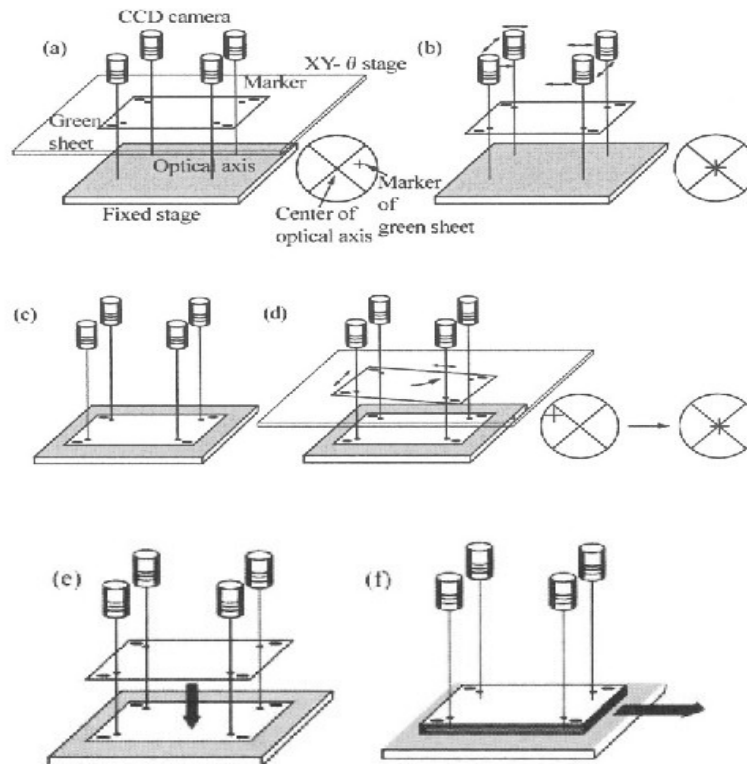 CCD camera
(a)
XY- θ stage
Marker
Green
sheet
Optical axis
Fixed stage
Center of
optical axis
Marker
of
green sheet
(b)
(c)
(d)
(e)
(f)